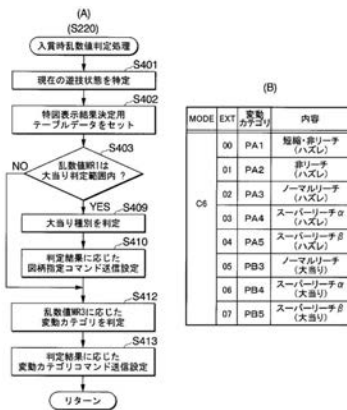 (A)
(S220)
入賞時乱数値判定処理
S401
現在の遊技状態を特定
S402
特図表示結果決定用
テーブルデータをセット
S403
乱数値MR1は
大当り判定範囲内?
NO
YES
S409
大当り種別を判定
S410
判定結果に応じた
図柄指定コマンド送信設定
S412
乱数値MR3に応じた
変動カテゴリを判定
S413
判定結果に応じた
変動カテゴリコマンド送信設定
リターン
(B)
MODE EXT 変動カテゴリ 内容
C6
00 PA1 短縮・非リーチ
(ハズレ)
01 PA2 非リーチ
(ハズレ)
02 PA3 ノーマルリーチ
(ハズレ)
03 PA4 スーパーリーチα
(ハズレ)
04 PA5 スーパーリーチβ
(ハズレ)
05 PB3 ノーマルリーチ
(大当り)
06 PB4 スーパーリーチα
(大当り)
07 PB5 スーパーリーチβ
(大当り)